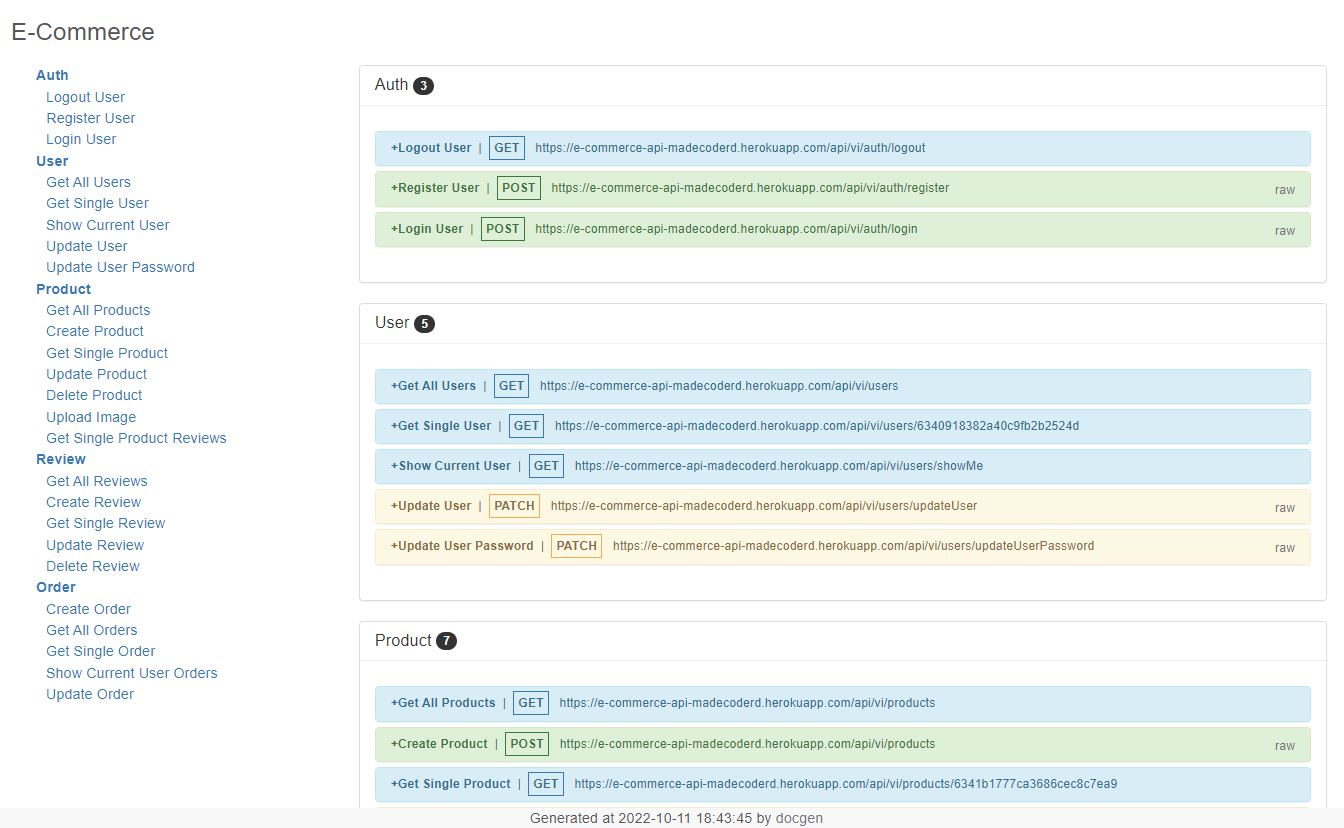 E-Commerce
Auth
Logout User
Register User
Login User
User
Get All Users
Get Single User
Show Current User
Update User
Update User Password
Product
Get All Products
Create Product
Get Single Product
Update Product
Delete Product
Upload Image
Get Single Product Reviews
Review
Get All Reviews
Create Review
Get Single Review
Update Review
Delete Review
Order
Create Order
Get All Orders
Get Single Order
Show Current User Orders
Update Order
Auth 3
+Logout User | GET https://e-commerce-api-madecoderd.herokuapp.com/api/vi/auth/logout
+Register User | POST https://e-commerce-api-madecoderd.herokuapp.com/api/vi/auth/register raw
+Login User | POST https://e-commerce-api-madecoderd.herokuapp.com/api/vi/auth/login raw
User 5
+Get All Users | GET https://e-commerce-api-madecoderd.herokuapp.com/api/vi/users
+Get Single User | GET https://e-commerce-api-madecoderd.herokuapp.com/api/vi/users/6340918382a40c9fb2b2524d
+Show Current User | GET https://e-commerce-api-madecoderd.herokuapp.com/api/vi/users/showMe
+Update User | PATCH https://e-commerce-api-madecoderd.herokuapp.com/api/vi/users/updateUser raw
+Update User Password | PATCH https://e-commerce-api-madecoderd.herokuapp.com/api/vi/users/updateUserPassword raw
Product 7
+Get All Products | GET https://e-commerce-api-madecoderd.herokuapp.com/api/vi/products
+Create Product | POST https://e-commerce-api-madecoderd.herokuapp.com/api/vi/products raw
+Get Single Product | GET https://e-commerce-api-madecoderd.herokuapp.com/api/vi/products/6341b1777ca3686cec8c7ea9
Generated at 2022-10-11 18:43:45 by docgen